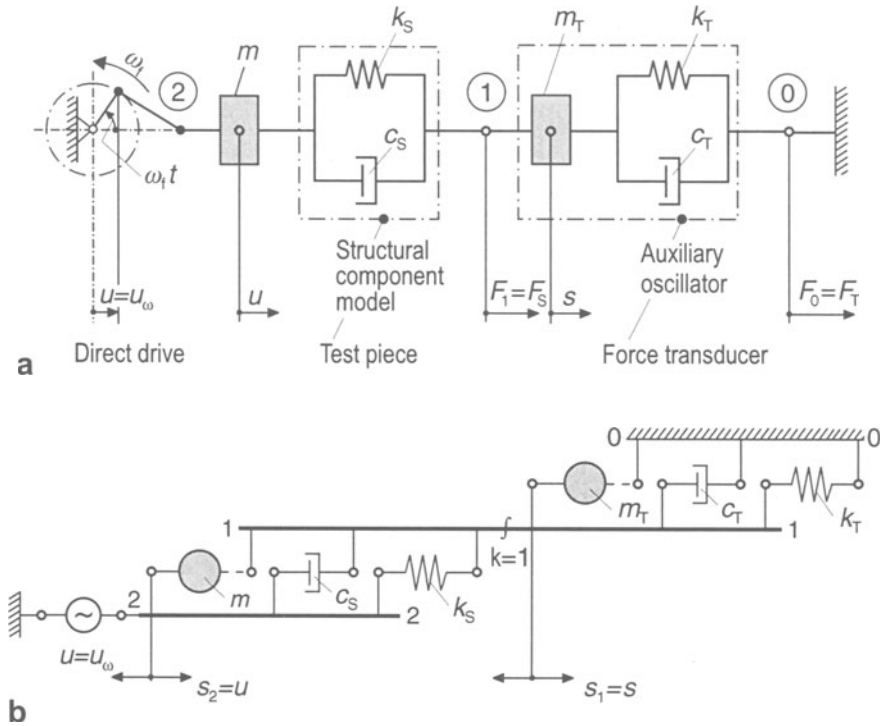 k_S
m_T
k_T
ω_f
2
m
1
0
c_S
c_T
ω_f t
Structural
component
model
Auxiliary
oscillator
u=u_ω
u
F_1=F_S
s
F_0=F_T
Direct drive
Test piece
Force transducer
a
0
0
m_T
c_T
k_T
1
k=1
1
m
c_S
k_S
2
2
~
u=u_ω
s_2=u
s_1=s
b